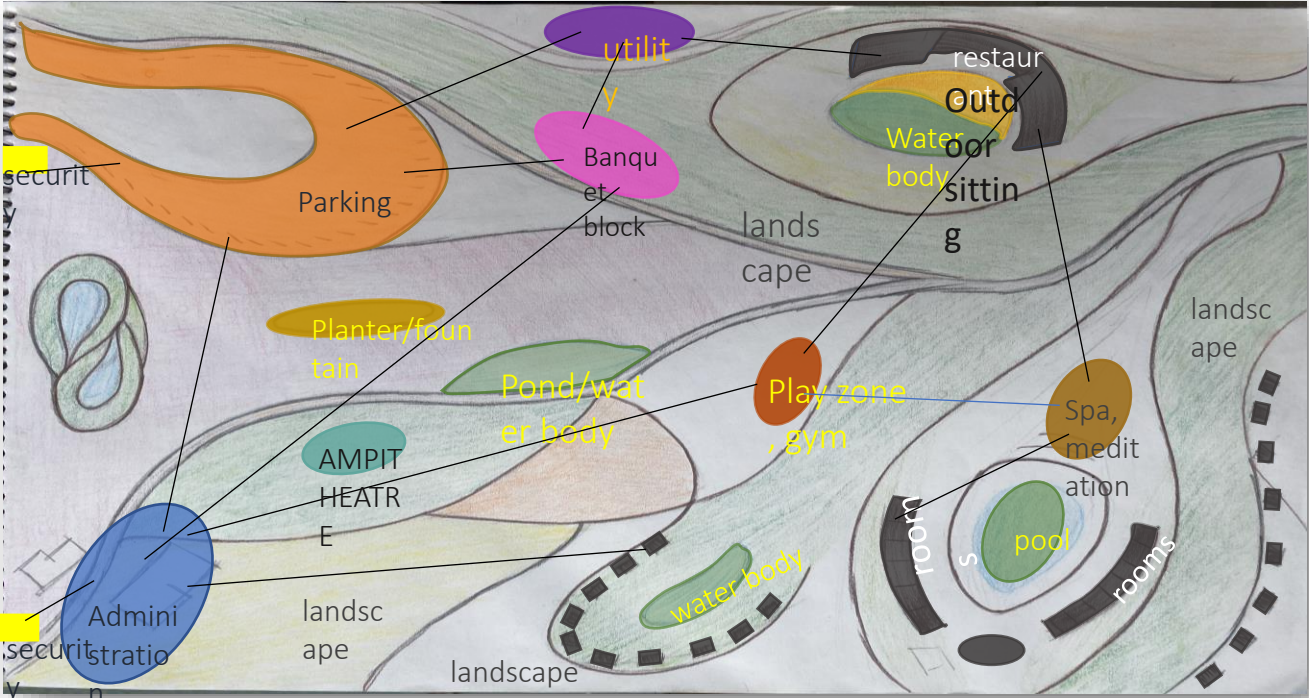 utilit
y
restaur
ant
Outd
oor
sittin
g
Water
body
securit
y
Parking
Banqu
et
block
lands
cape
landsc
ape
Planter/foun
tain
Pond/wat
er body
Play zone
, gym
Spa,
medit
ation
AMPIT
HEATR
E
room
s
pool
rooms
water body
Admini
stratio
n
securit
y
landsc
ape
landscape